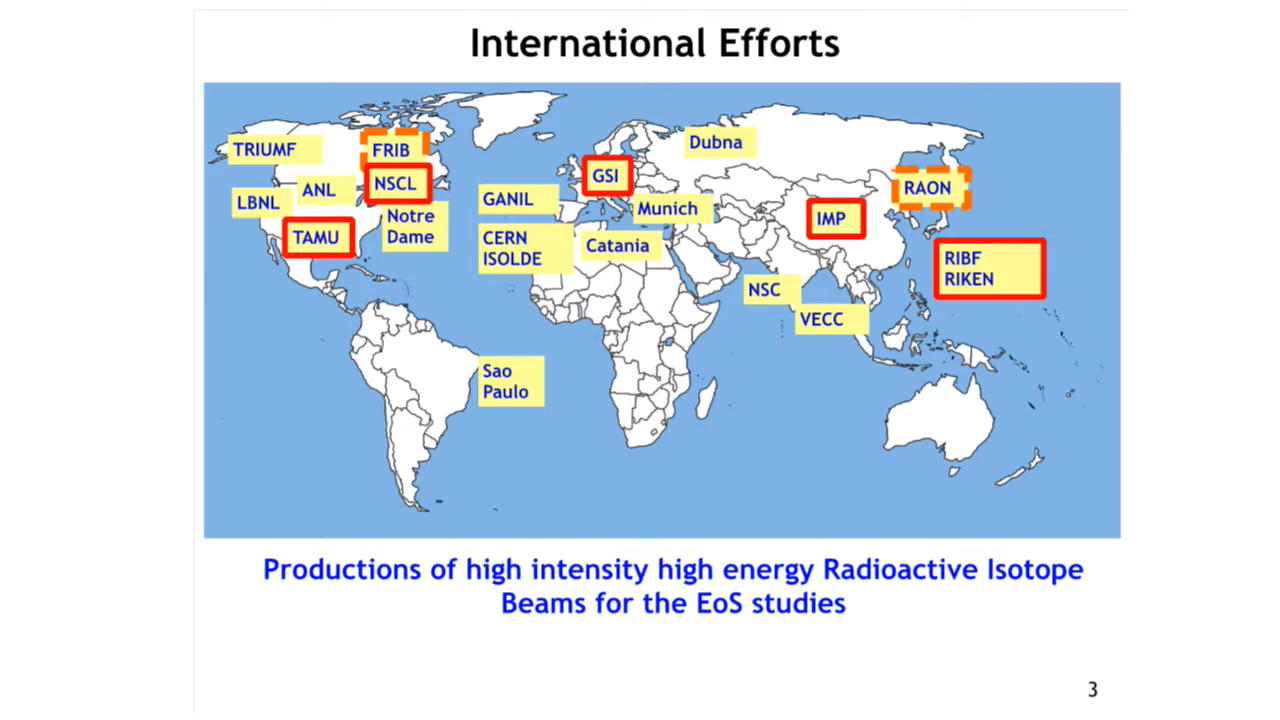 International Efforts
TRIUMF
FRIB
Dubna
ANL
NSCL
GSI
RAON
LBNL
GANIL
Munich
IMP
Notre
Dame
TAMU
CERN
ISOLDE
Catania
RIBF
RIKEN
NSC
VECC
Sao
Paulo
Productions of high intensity high energy Radioactive Isotope
Beams for the EoS studies
3